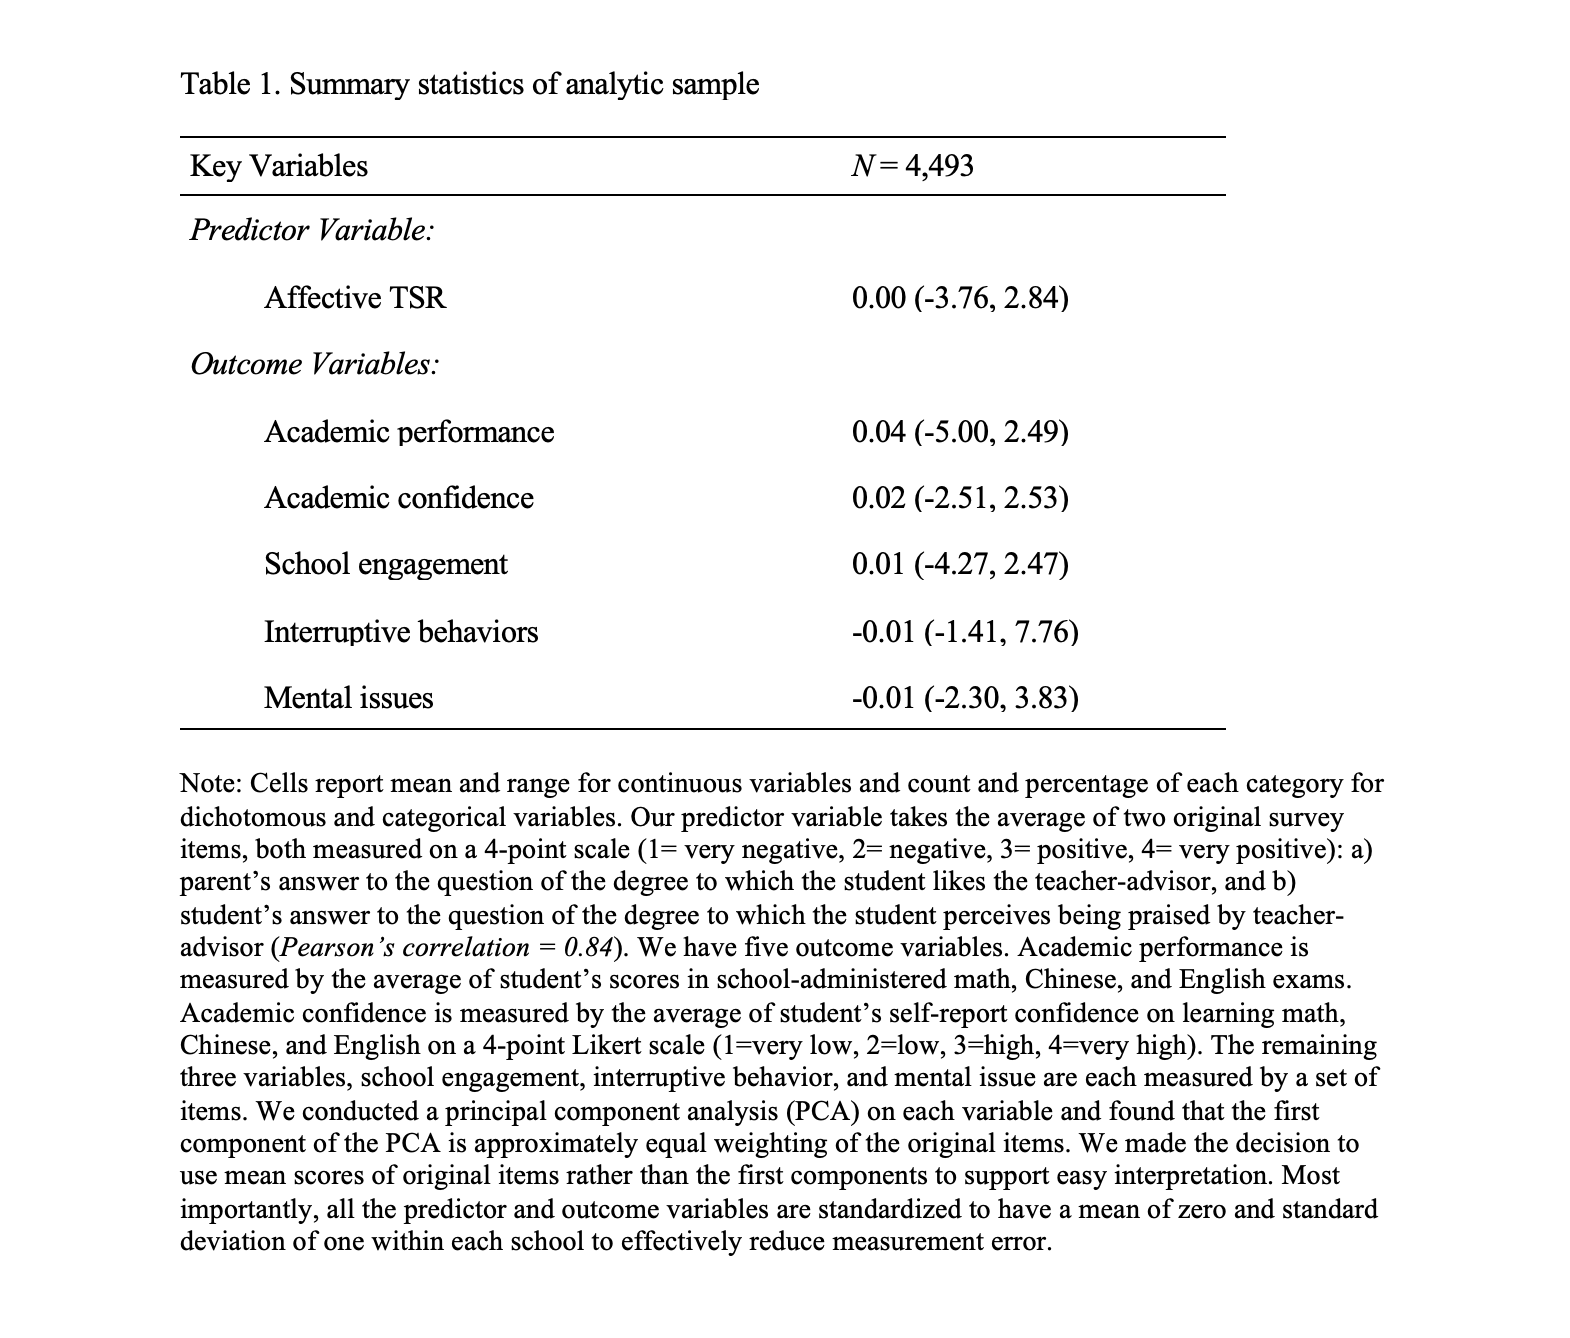 Table 1. Summary statistics of analytic sample
Key Variables N = 4,493
Predictor Variable:
Affective TSR 0.00 (-3.76, 2.84)
Outcome Variables:
Academic performance 0.04 (-5.00, 2.49)
Academic confidence 0.02 (-2.51, 2.53)
School engagement 0.01 (-4.27, 2.47)
Interruptive behaviors -0.01 (-1.41, 7.76)
Mental issues -0.01 (-2.30, 3.83)
Note: Cells report mean and range for continuous variables and count and percentage of each category for
dichotomous and categorical variables. Our predictor variable takes the average of two original survey
items, both measured on a 4-point scale (1= very negative, 2= negative, 3= positive, 4= very positive): a)
parent’s answer to the question of the degree to which the student likes the teacher-advisor, and b)
student’s answer to the question of the degree to which the student perceives being praised by teacher-
advisor (Pearson’s correlation = 0.84). We have five outcome variables. Academic performance is
measured by the average of student’s scores in school-administered math, Chinese, and English exams.
Academic confidence is measured by the average of student’s self-report confidence on learning math,
Chinese, and English on a 4-point Likert scale (1=very low, 2=low, 3=high, 4=very high). The remaining
three variables, school engagement, interruptive behavior, and mental issue are each measured by a set of
items. We conducted a principal component analysis (PCA) on each variable and found that the first
component of the PCA is approximately equal weighting of the original items. We made the decision to
use mean scores of original items rather than the first components to support easy interpretation. Most
importantly, all the predictor and outcome variables are standardized to have a mean of zero and standard
deviation of one within each school to effectively reduce measurement error.